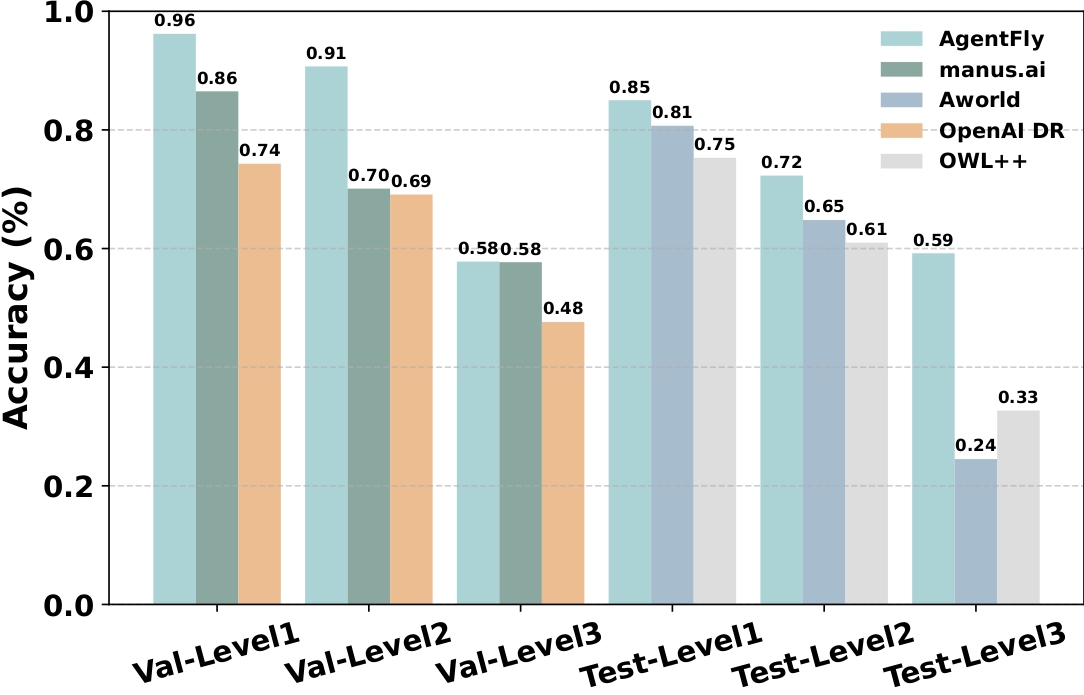 Accuracy (%)
1.0
0.8
0.6
0.4
0.2
0.0
0.96
0.86
0.74
0.91
0.70
0.69
0.58
0.58
0.48
0.85
0.81
0.75
0.72
0.65
0.61
0.59
0.24
0.33
AgentFly
manus.ai
Aworld
OpenAI DR
OWL++
Val-Level1
Val-Level2
Val-Level3
Test-Level1
Test-Level2
Test-Level3